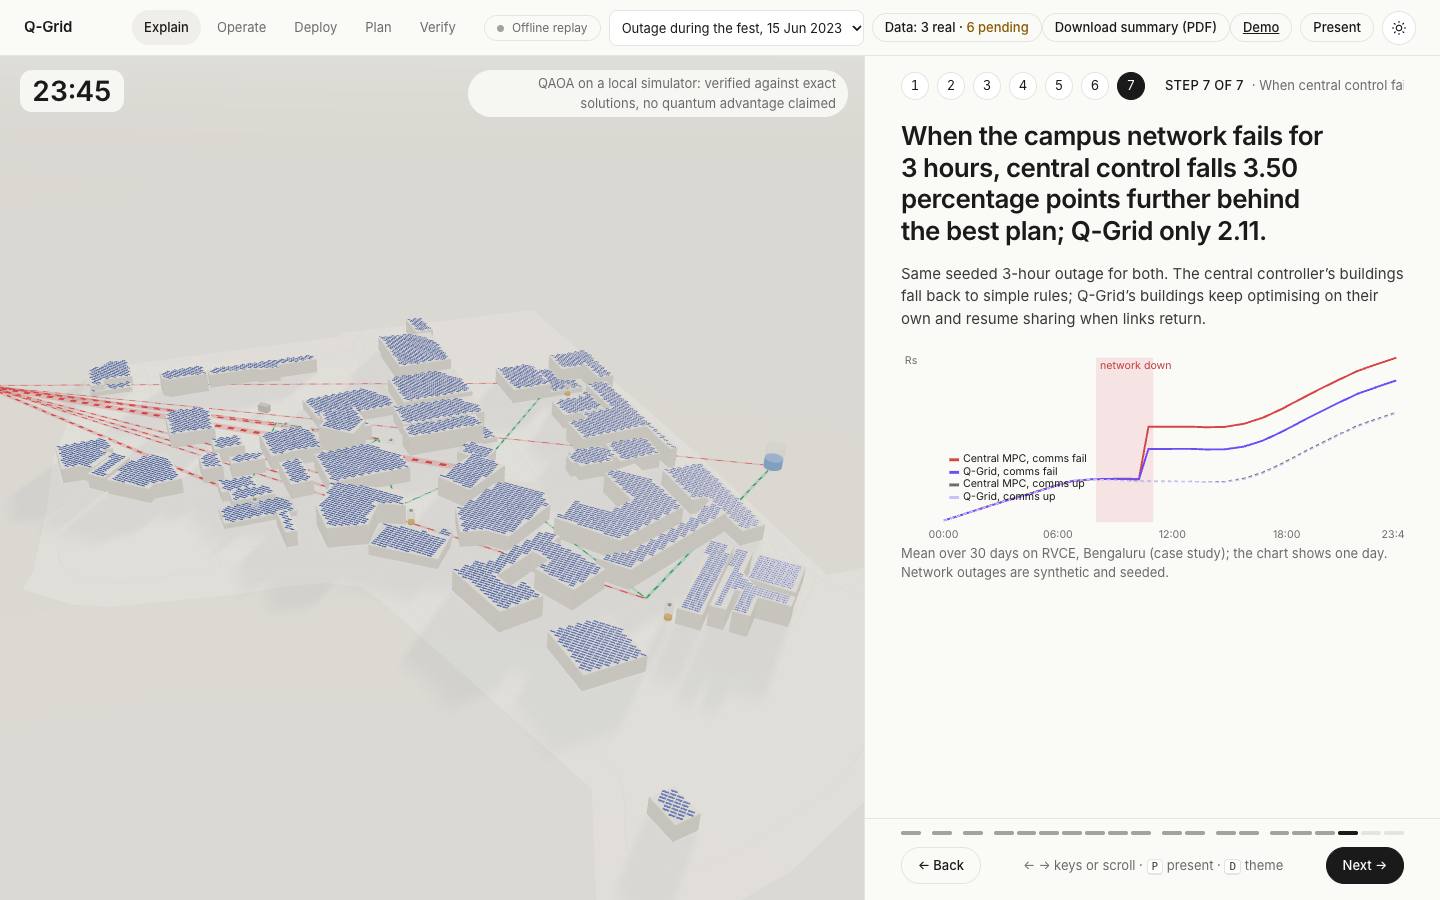 Q-Grid
Explain
Operate
Deploy
Plan
Verify
Offline replay
Outage during the fest, 15 Jun 2023
Data: 3 real · 6 pending
Download summary (PDF)
Demo
Present
23:45
QAOA on a local simulator: verified against exact
solutions, no quantum advantage claimed
1 2 3 4 5 6 7 STEP 7 OF 7 · When central control fai
When the campus network fails for
3 hours, central control falls 3.50
percentage points further behind
the best plan; Q-Grid only 2.11.
Same seeded 3-hour outage for both. The central controller’s buildings
fall back to simple rules; Q-Grid’s buildings keep optimising on their
own and resume sharing when links return.
Rs
network down
Central MPC, comms fail
Q-Grid, comms fail
Central MPC, comms up
Q-Grid, comms up
00:00 06:00 12:00 18:00 23:4
Mean over 30 days on RVCE, Bengaluru (case study); the chart shows one day.
Network outages are synthetic and seeded.
← Back
← → keys or scroll · P present · D theme
Next →